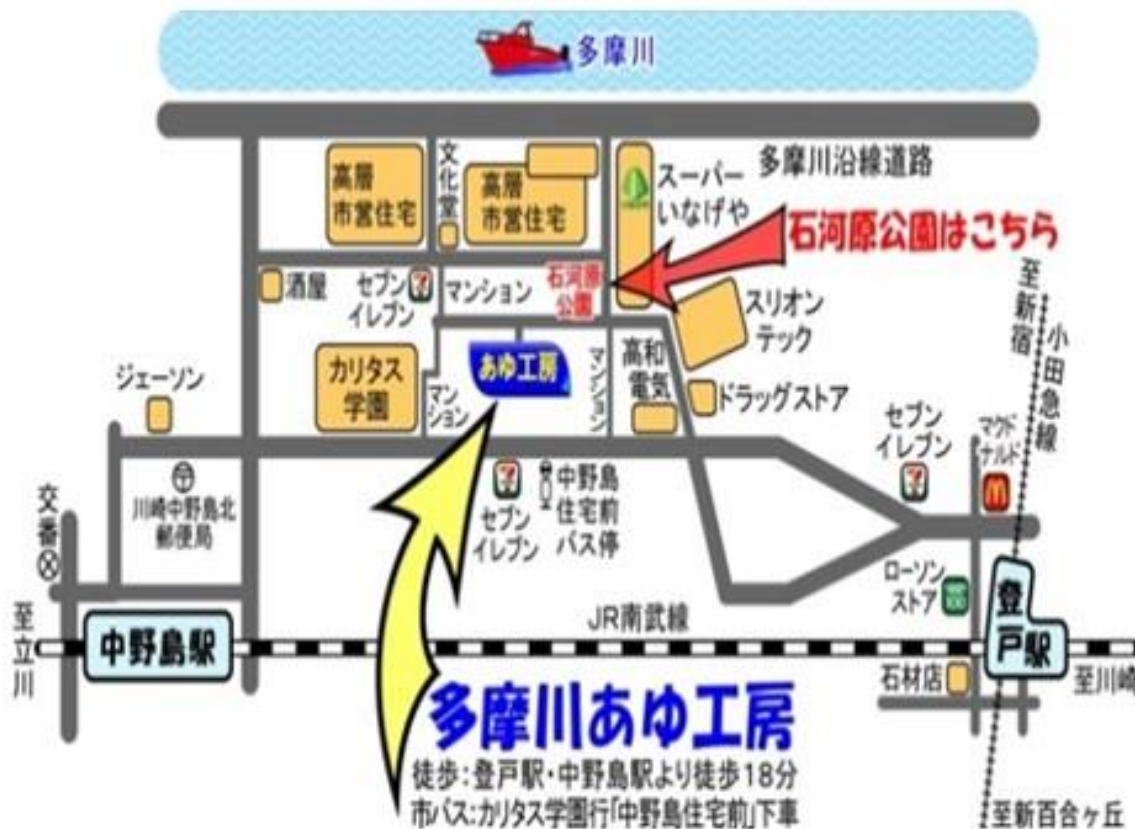 多摩川
多摩川沿線道路
高層
市営住宅
文化堂
高層
市営住宅
スーパー
いなげや
石河原公園はこちら
酒屋
セブン
イレブン
マンション
石河原
公園
スリオン
テック
至新宿
小田急線
ジェーソン
カリタス
学園
マンション
あゆ工房
マンション
高和
電気
ドラッグストア
セブン
イレブン
マクド
ナルド
交番
川崎中野島北
郵便局
セブン
イレブン
中野島
住宅前
バス停
ローソン
ストア
登戸駅
至立川
中野島駅
JR南武線
石材店
至川崎
多摩川あゆ工房
徒歩:登戸駅・中野島駅より徒歩18分
市バス:カリタス学園行「中野島住宅前」下車
至新百合ヶ丘